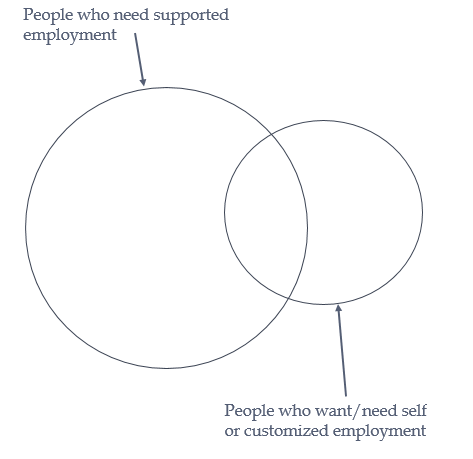 People who need supported
employment
People who want/need self
or customized employment